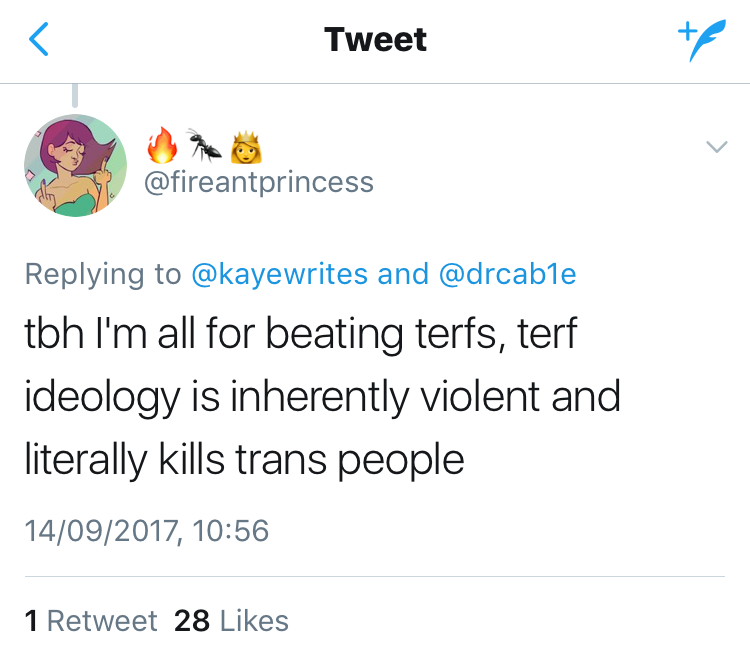 Tweet
🔥🐜👸
@fireantprincess
Replying to @kayewrites and @drcab1e
tbh I'm all for beating terfs, terf
ideology is inherently violent and
literally kills trans people
14/09/2017, 10:56
1 Retweet 28 Likes